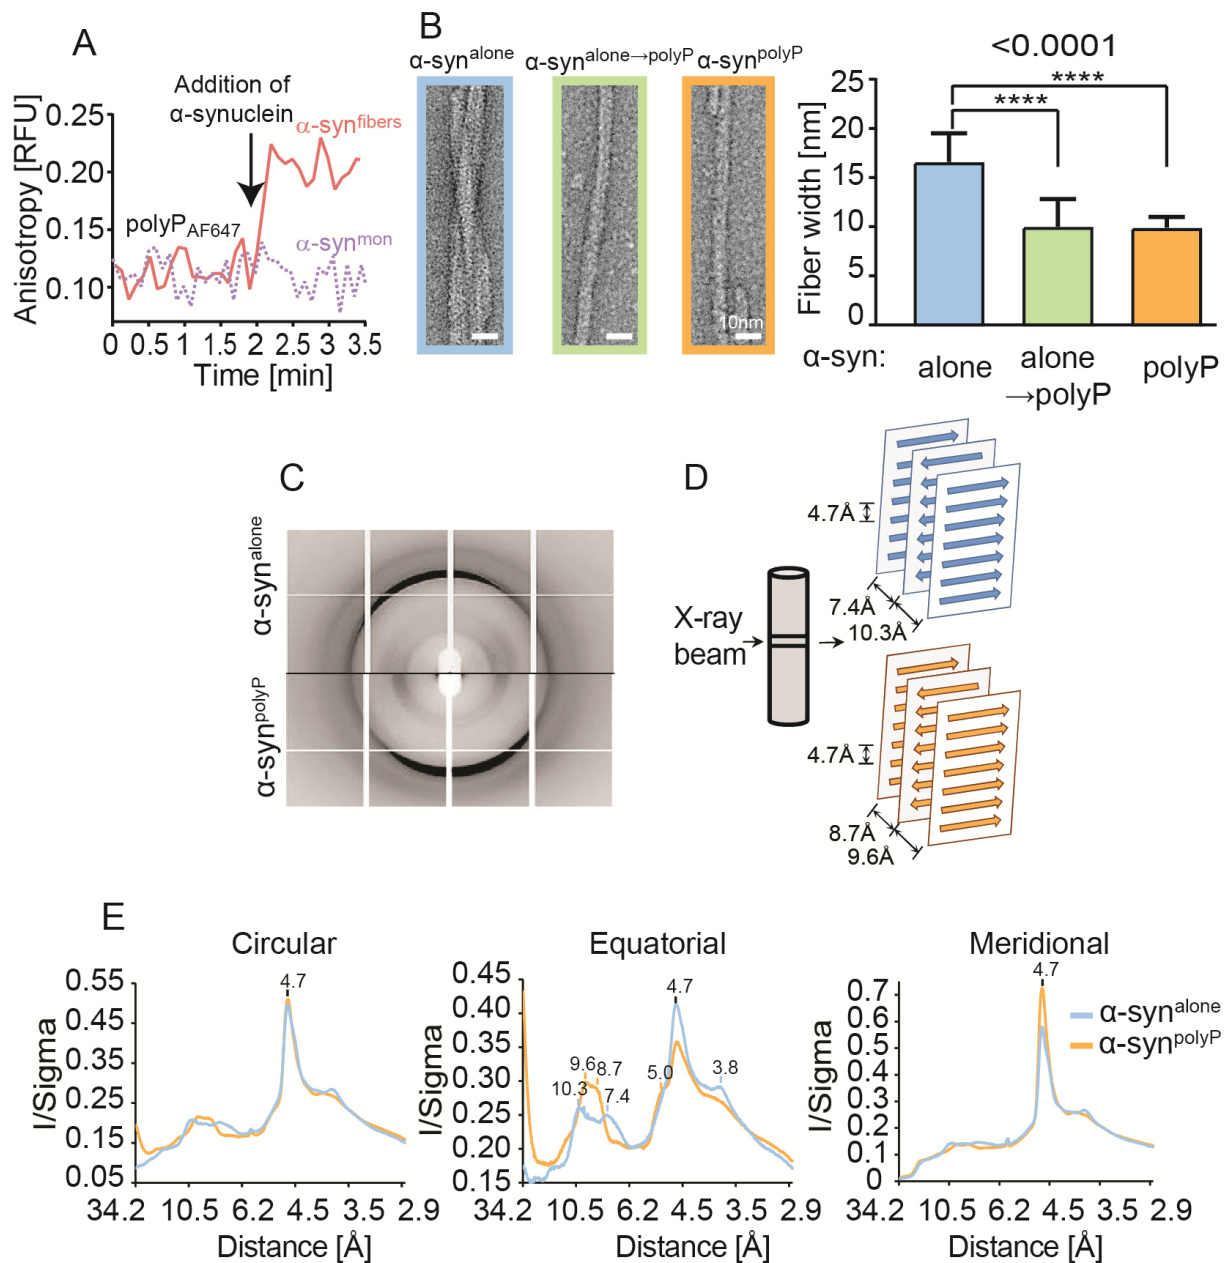 A
Addition of
α-synuclein
α-syn^fibers
polyP_AF647
α-syn^mon
Anisotropy [RFU]
0.25
0.20
0.15
0.10
0 0.5 1 1.5 2 2.5 3 3.5
Time [min]
B
α-syn^alone
α-syn^alone→polyP
α-syn^polyP
10nm
<0.0001
****
****
Fiber width [nm]
25
20
15
10
5
0
α-syn:
alone
alone
→polyP
polyP
C
α-syn^alone
α-syn^polyP
D
X-ray
beam
4.7Å
7.4Å
10.3Å
4.7Å
8.7Å
9.6Å
E
Circular
I/Sigma
0.55
0.45
0.35
0.25
0.15
0.05
4.7
34.2 10.5 6.2 4.5 3.5 2.9
Distance [Å]
Equatorial
I/Sigma
0.45
0.40
0.35
0.30
0.25
0.20
0.15
10.3
9.6
8.7
7.4
5.0
4.7
3.8
34.2 10.5 6.2 4.5 3.5 2.9
Distance [Å]
Meridional
I/Sigma
0.7
0.6
0.5
0.4
0.3
0.2
0.1
0
4.7
α-syn^alone
α-syn^polyP
34.2 10.5 6.2 4.5 3.5 2.9
Distance [Å]